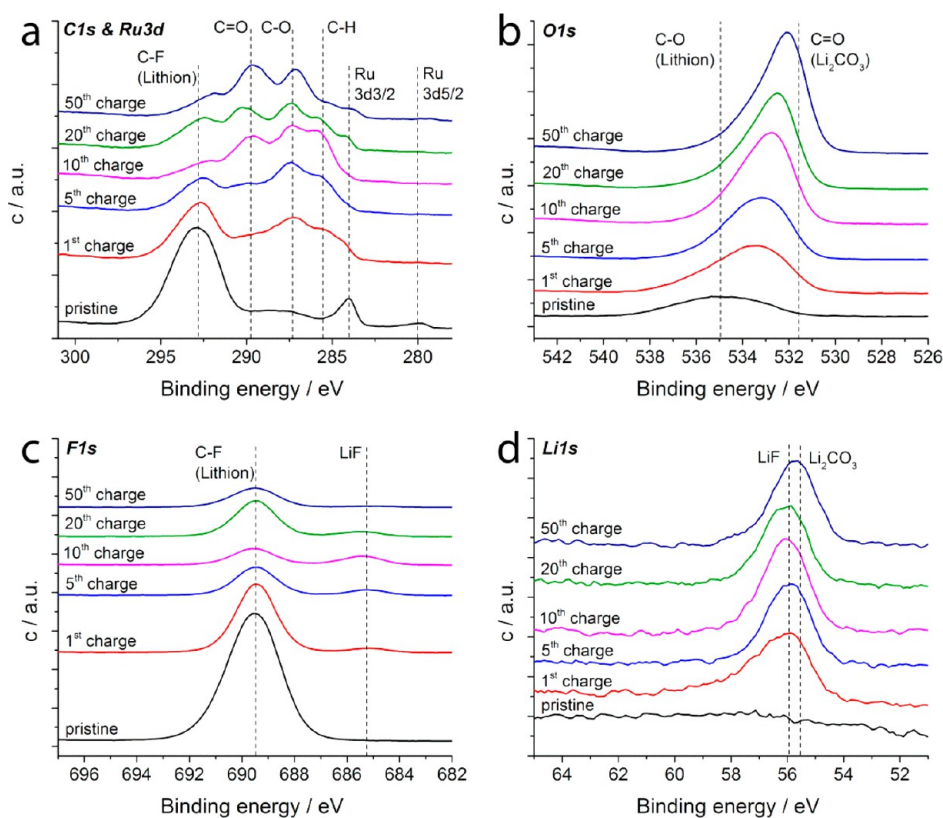 a
C1s & Ru3d
C=O
C-O
C-H
C-F
(Lithion)
Ru
3d3/2
Ru
3d5/2
50th charge
20th charge
10th charge
5th charge
1st charge
pristine
c / a.u.
300 295 290 285 280
Binding energy / eV
b
O1s
C-O
(Lithion)
C=O
(Li2CO3)
50th charge
20th charge
10th charge
5th charge
1st charge
pristine
c / a.u.
542 540 538 536 534 532 530 528 526
Binding energy / eV
c
F1s
C-F
(Lithion)
LiF
50th charge
20th charge
10th charge
5th charge
1st charge
pristine
c / a.u.
696 694 692 690 688 686 684 682
Binding energy / eV
d
Li1s
LiF
Li2CO3
50th charge
20th charge
10th charge
5th charge
1st charge
pristine
c / a.u.
64 62 60 58 56 54 52
Binding energy / eV